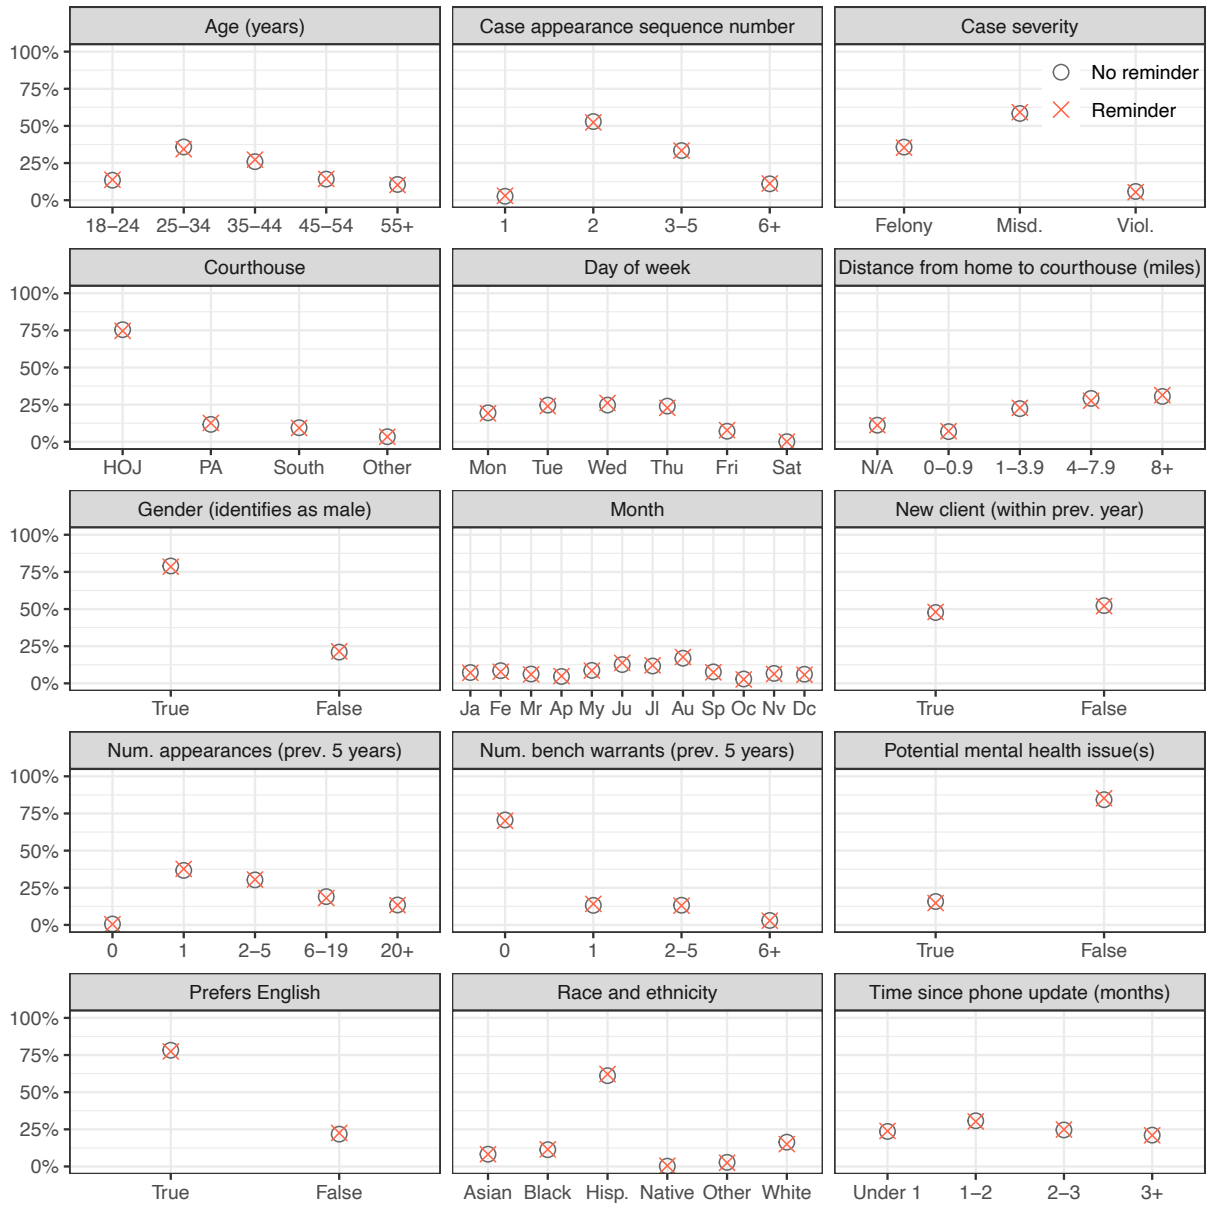 Age (years)
Case appearance sequence number
Case severity
100%
75%
50%
25%
0%
No reminder
Reminder
18–24 25–34 35–44 45–54 55+
1 2 3–5 6+
Felony Misd. Viol.
Courthouse
Day of week
Distance from home to courthouse (miles)
100%
75%
50%
25%
0%
HOJ PA South Other
Mon Tue Wed Thu Fri Sat
N/A 0–0.9 1–3.9 4–7.9 8+
Gender (identifies as male)
Month
New client (within prev. year)
100%
75%
50%
25%
0%
True False
Ja Fe Mr Ap My Ju Jl Au Sp Oc Nv Dc
True False
Num. appearances (prev. 5 years)
Num. bench warrants (prev. 5 years)
Potential mental health issue(s)
100%
75%
50%
25%
0%
0 1 2–5 6–19 20+
0 1 2–5 6+
True False
Prefers English
Race and ethnicity
Time since phone update (months)
100%
75%
50%
25%
0%
True False
Asian Black Hisp. Native Other White
Under 1 1–2 2–3 3+